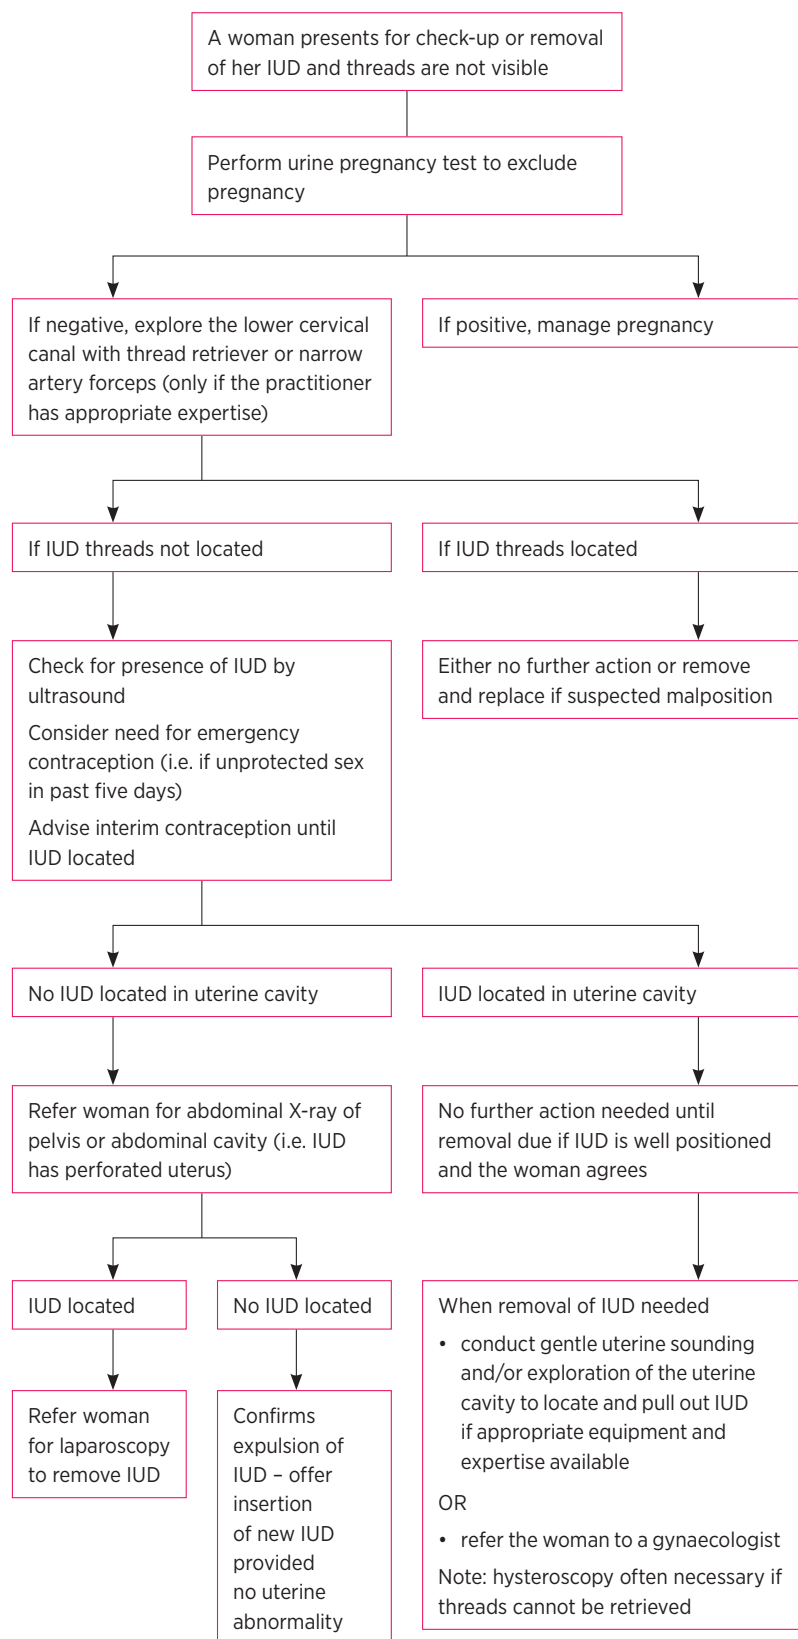 A woman presents for check-up or removal
of her IUD and threads are not visible
Perform urine pregnancy test to exclude
pregnancy
If negative, explore the lower cervical
canal with thread retriever or narrow
artery forceps (only if the practitioner
has appropriate expertise)
If positive, manage pregnancy
If IUD threads not located
If IUD threads located
Check for presence of IUD by
ultrasound
Consider need for emergency
contraception (i.e. if unprotected sex
in past five days)
Advise interim contraception until
IUD located
Either no further action or remove
and replace if suspected malposition
No IUD located in uterine cavity
IUD located in uterine cavity
Refer woman for abdominal X-ray of
pelvis or abdominal cavity (i.e. IUD
has perforated uterus)
No further action needed until
removal due if IUD is well positioned
and the woman agrees
IUD located
No IUD located
Refer woman
for laparoscopy
to remove IUD
Confirms
expulsion of
IUD – offer
insertion
of new IUD
provided
no uterine
abnormality
When removal of IUD needed
• conduct gentle uterine sounding
and/or exploration of the uterine
cavity to locate and pull out IUD
if appropriate equipment and
expertise available
OR
• refer the woman to a gynaecologist
Note: hysteroscopy often necessary if
threads cannot be retrieved